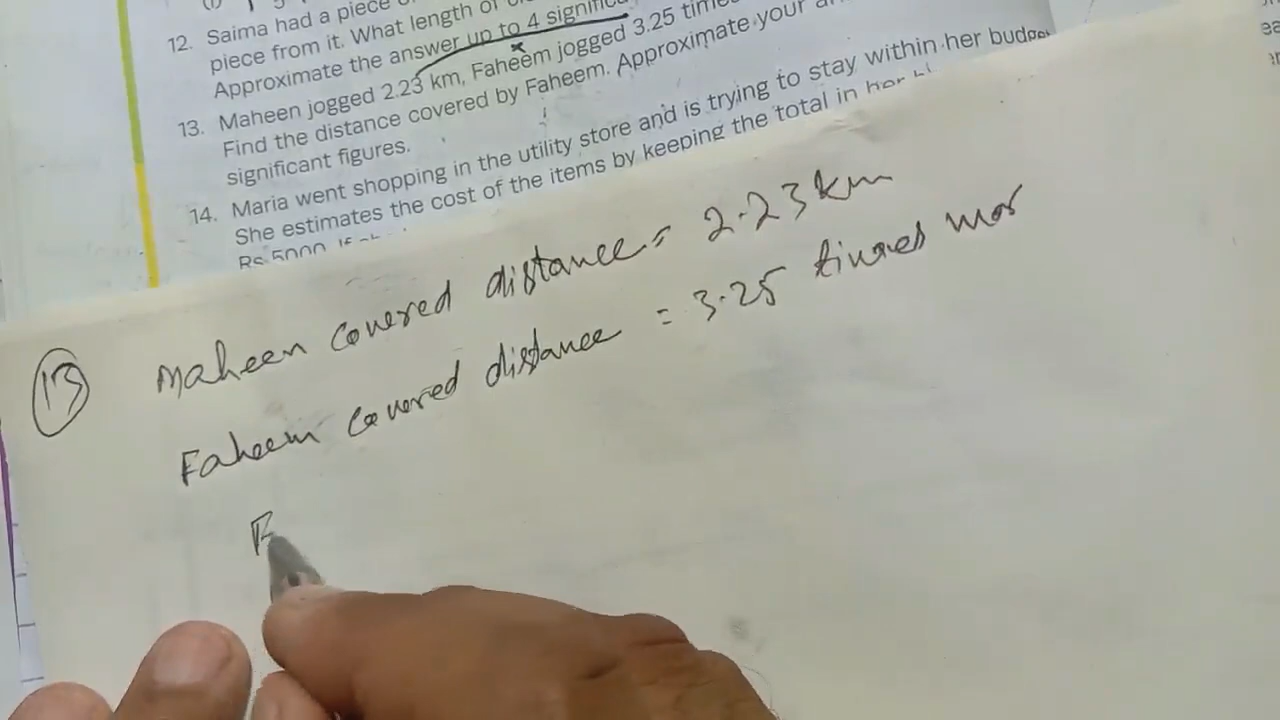 12. Saima had a piece
piece from it. What length of
Approximate the answer up to 4
13. Maheen jogged 2.23 km, Faheem jogged 3.25
Find the distance covered by Faheem. Approximate your
significant figures.
14. Maria went shopping in the utility store and is trying to stay within her budget
She estimates the cost of the items by keeping the total in her
Rs 5000.
13 Maheen covered distance = 2.23 km
Faheem covered distance = 3.25 times mor
F